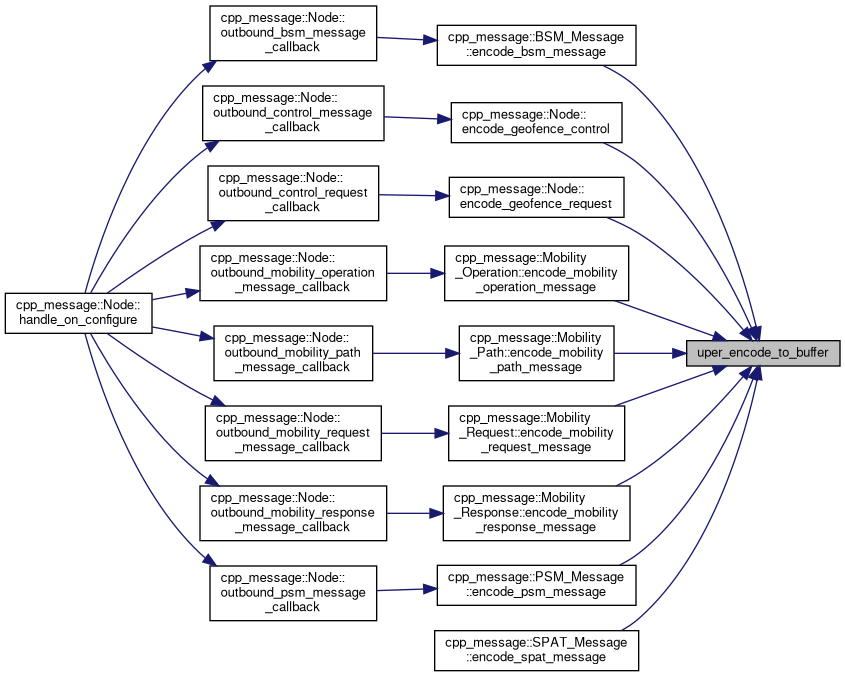 cpp_message::Node::
outbound_bsm_message
_callback
cpp_message::BSM_Message
::encode_bsm_message
cpp_message::Node::
outbound_control_message
_callback
cpp_message::Node::
encode_geofence_control
cpp_message::Node::
outbound_control_request
_callback
cpp_message::Node::
encode_geofence_request
cpp_message::Node::
outbound_mobility_operation
_message_callback
cpp_message::Mobility
_Operation::encode_mobility
_operation_message
cpp_message::Node::
handle_on_configure
cpp_message::Node::
outbound_mobility_path
_message_callback
cpp_message::Mobility
_Path::encode_mobility
_path_message
uper_encode_to_buffer
cpp_message::Node::
outbound_mobility_request
_message_callback
cpp_message::Mobility
_Request::encode_mobility
_request_message
cpp_message::Node::
outbound_mobility_response
_message_callback
cpp_message::Mobility
_Response::encode_mobility
_response_message
cpp_message::Node::
outbound_psm_message
_callback
cpp_message::PSM_Message
::encode_psm_message
cpp_message::SPAT_Message
::encode_spat_message